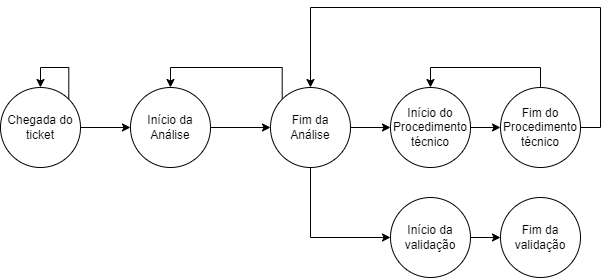 Chegada do
ticket
Início da
Análise
Fim da
Análise
Início do
Procedimento
técnico
Fim do
Procedimento
técnico
Início da
validação
Fim da
validação